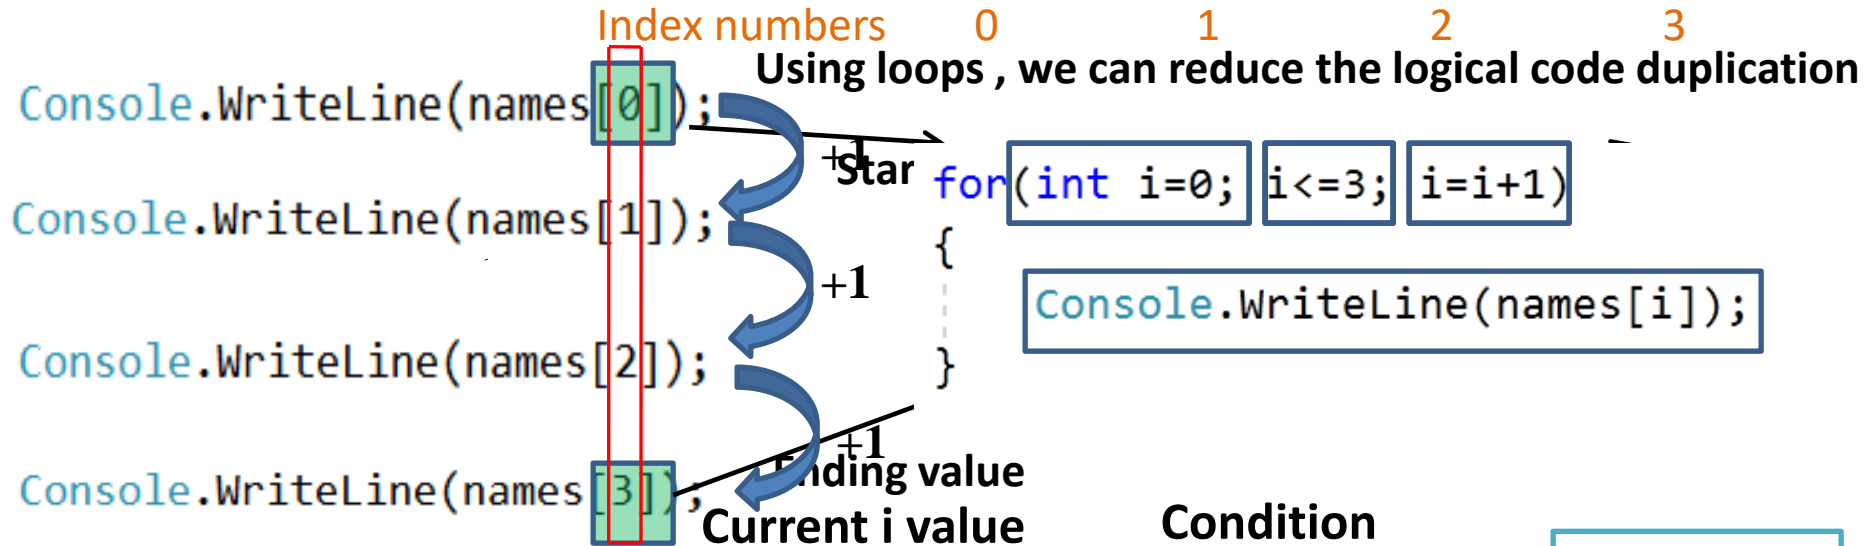 Index numbers 0 1 2 3
Using loops , we can reduce the logical code duplication
Console.WriteLine(names[0]);
+1
for(int i=0; i<=3; i=i+1)
Console.WriteLine(names[1]);
{
+1
Console.WriteLine(names[i]);
Console.WriteLine(names[2]);
}
+1
Ending value
Console.WriteLine(names[3]);
Current i value
Condition